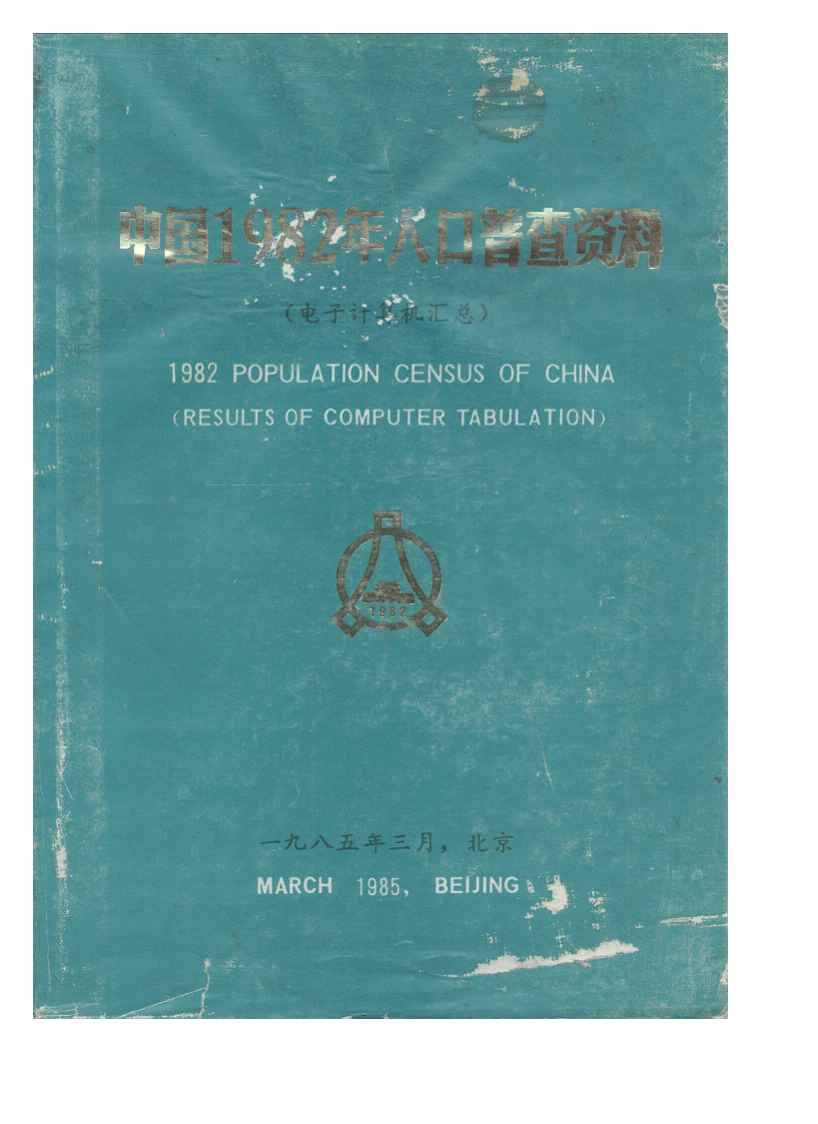 中国1982年人口普查资料
（电子计算机汇总）
1982 POPULATION CENSUS OF CHINA
(RESULTS OF COMPUTER TABULATION)
1982
一九八五年三月，北京
MARCH 1985, BEIJING